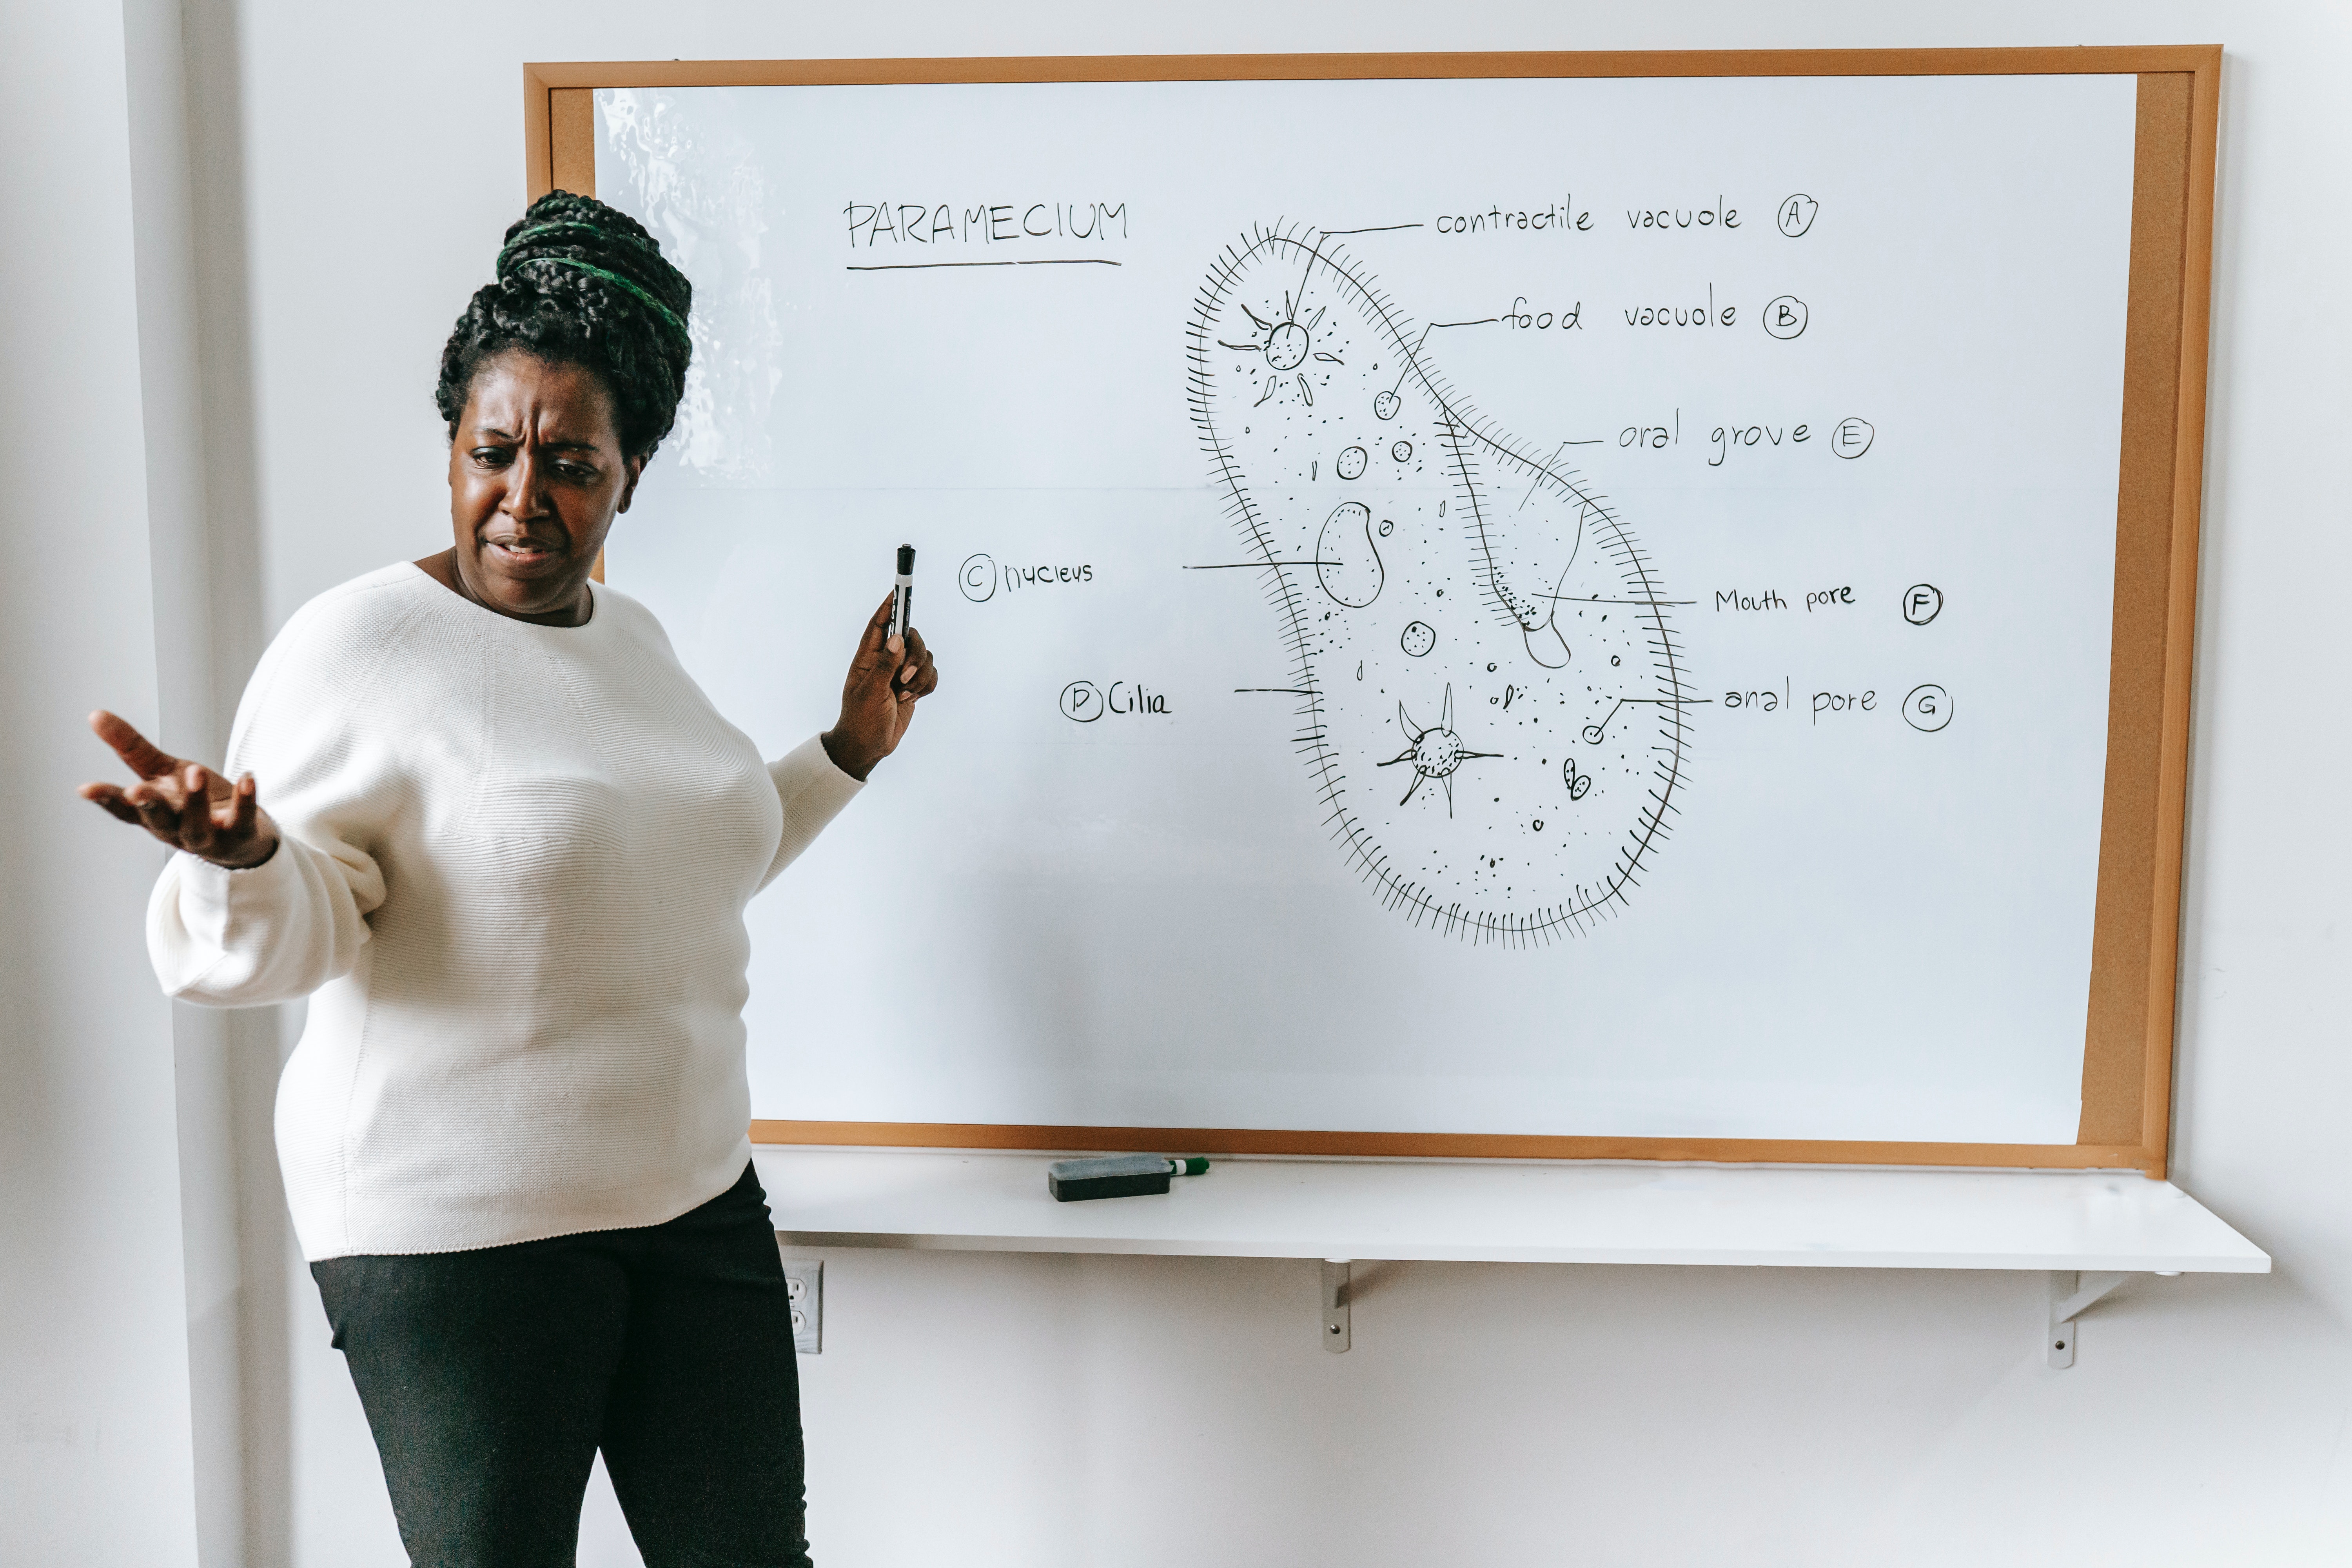 PARAMECIUM
contractile vacuole A
food vacuole B
oral grove E
C nucleus
Mouth pore F
D Cilia
anal pore G